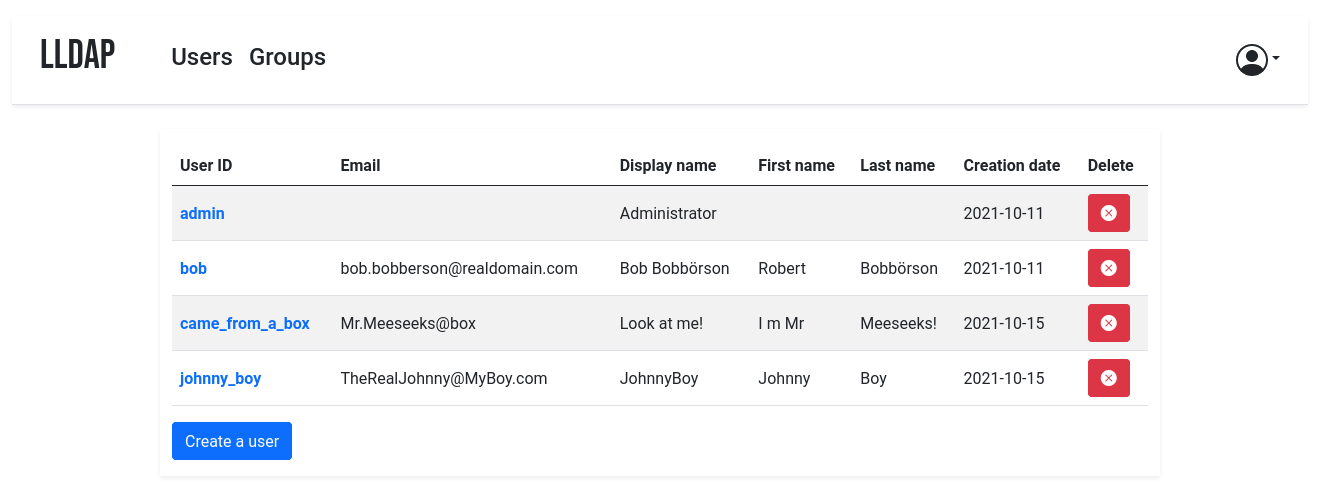 LLDAP Users Groups
User ID Email Display name First name Last name Creation date Delete
admin Administrator 2021-10-11
bob bob.bobberson@realdomain.com Bob Bobbörson Robert Bobbörson 2021-10-11
came_from_a_box Mr.Meeseeks@box Look at me! I m Mr Meeseeks! 2021-10-15
johnny_boy TheRealJohnny@MyBoy.com JohnnyBoy Johnny Boy 2021-10-15
Create a user